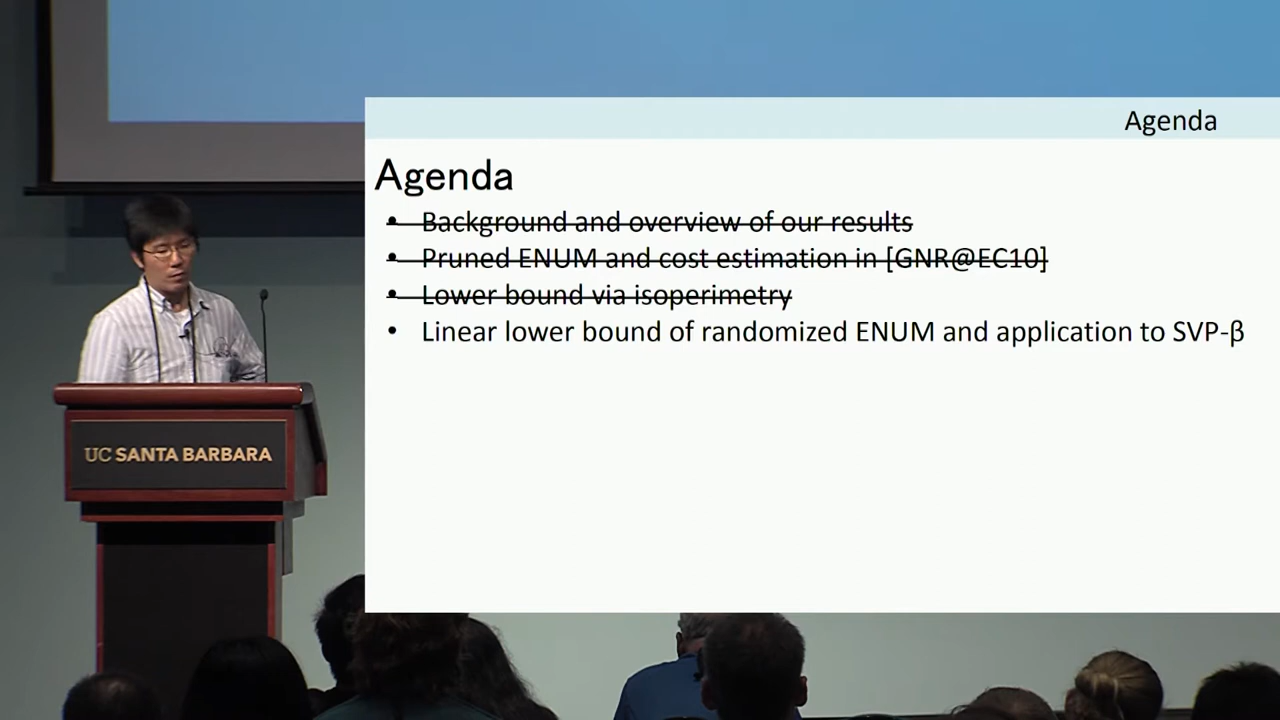 Agenda
Agenda
• Background and overview of our results
• Pruned ENUM and cost estimation in [GNR@EC10]
• Lower bound via isoperimetry
• Linear lower bound of randomized ENUM and application to SVP-β
UC SANTA BARBARA